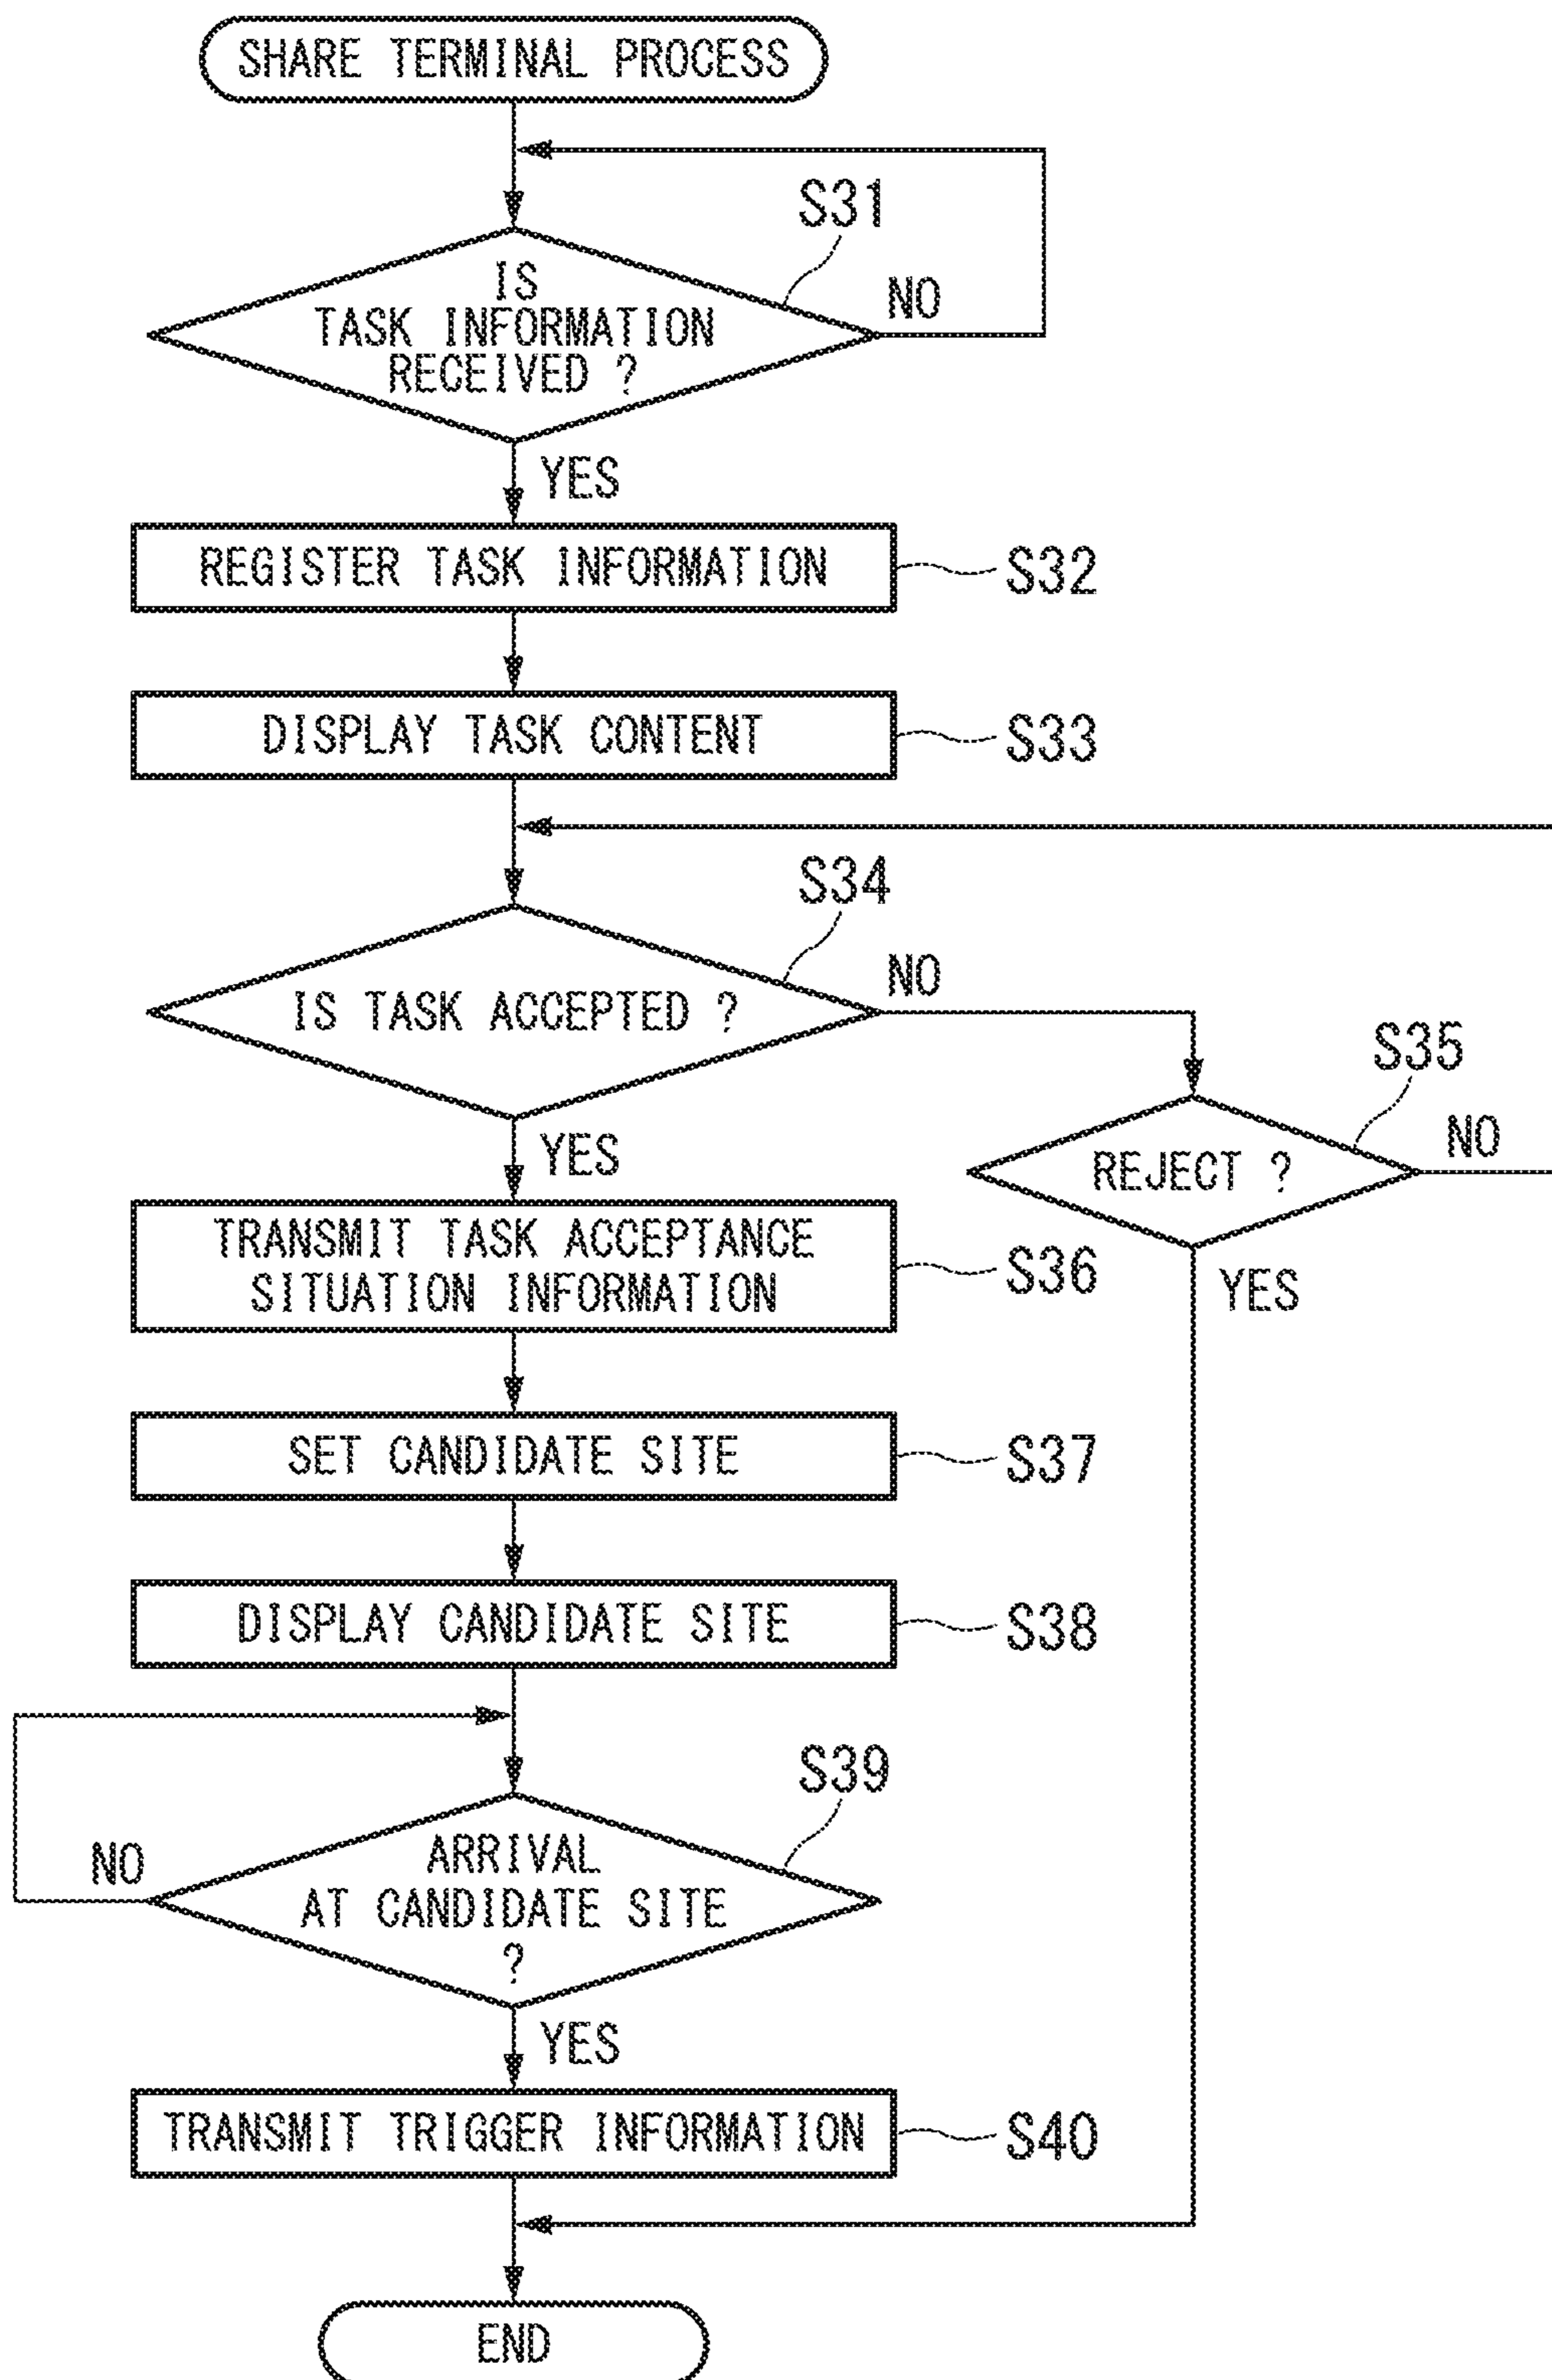 SHARE TERMINAL PROCESS
S31
IS
TASK INFORMATION
RECEIVED ?
NO
YES
REGISTER TASK INFORMATION
S32
DISPLAY TASK CONTENT
S33
S34
IS TASK ACCEPTED ?
NO
S35
REJECT ?
NO
YES
YES
TRANSMIT TASK ACCEPTANCE
SITUATION INFORMATION
S36
SET CANDIDATE SITE
S37
DISPLAY CANDIDATE SITE
S38
S39
ARRIVAL
AT CANDIDATE SITE
?
NO
YES
TRANSMIT TRIGGER INFORMATION
S40
END